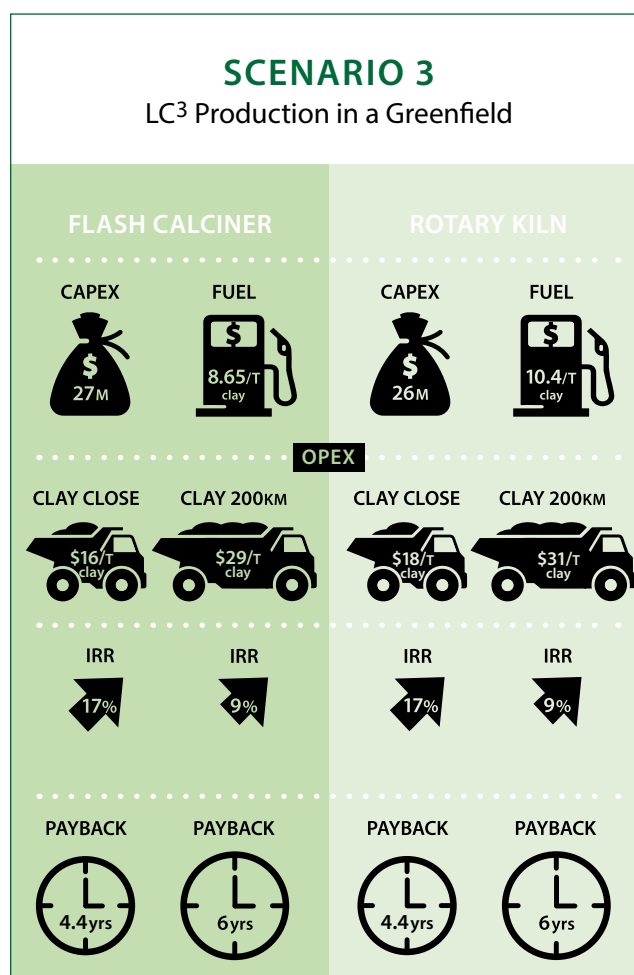 SCENARIO 3
LC³ Production in a Greenfield
FLASH CALCINER
ROTARY KILN
CAPEX
FUEL
CAPEX
FUEL
$
27M
$
8.65/T
clay
$
26M
$
10.4/T
clay
OPEX
CLAY CLOSE
CLAY 200KM
CLAY CLOSE
CLAY 200KM
$16/T
clay
$29/T
clay
$18/T
clay
$31/T
clay
IRR
IRR
IRR
IRR
17%
9%
17%
9%
PAYBACK
PAYBACK
PAYBACK
PAYBACK
4.4yrs
6yrs
4.4yrs
6yrs